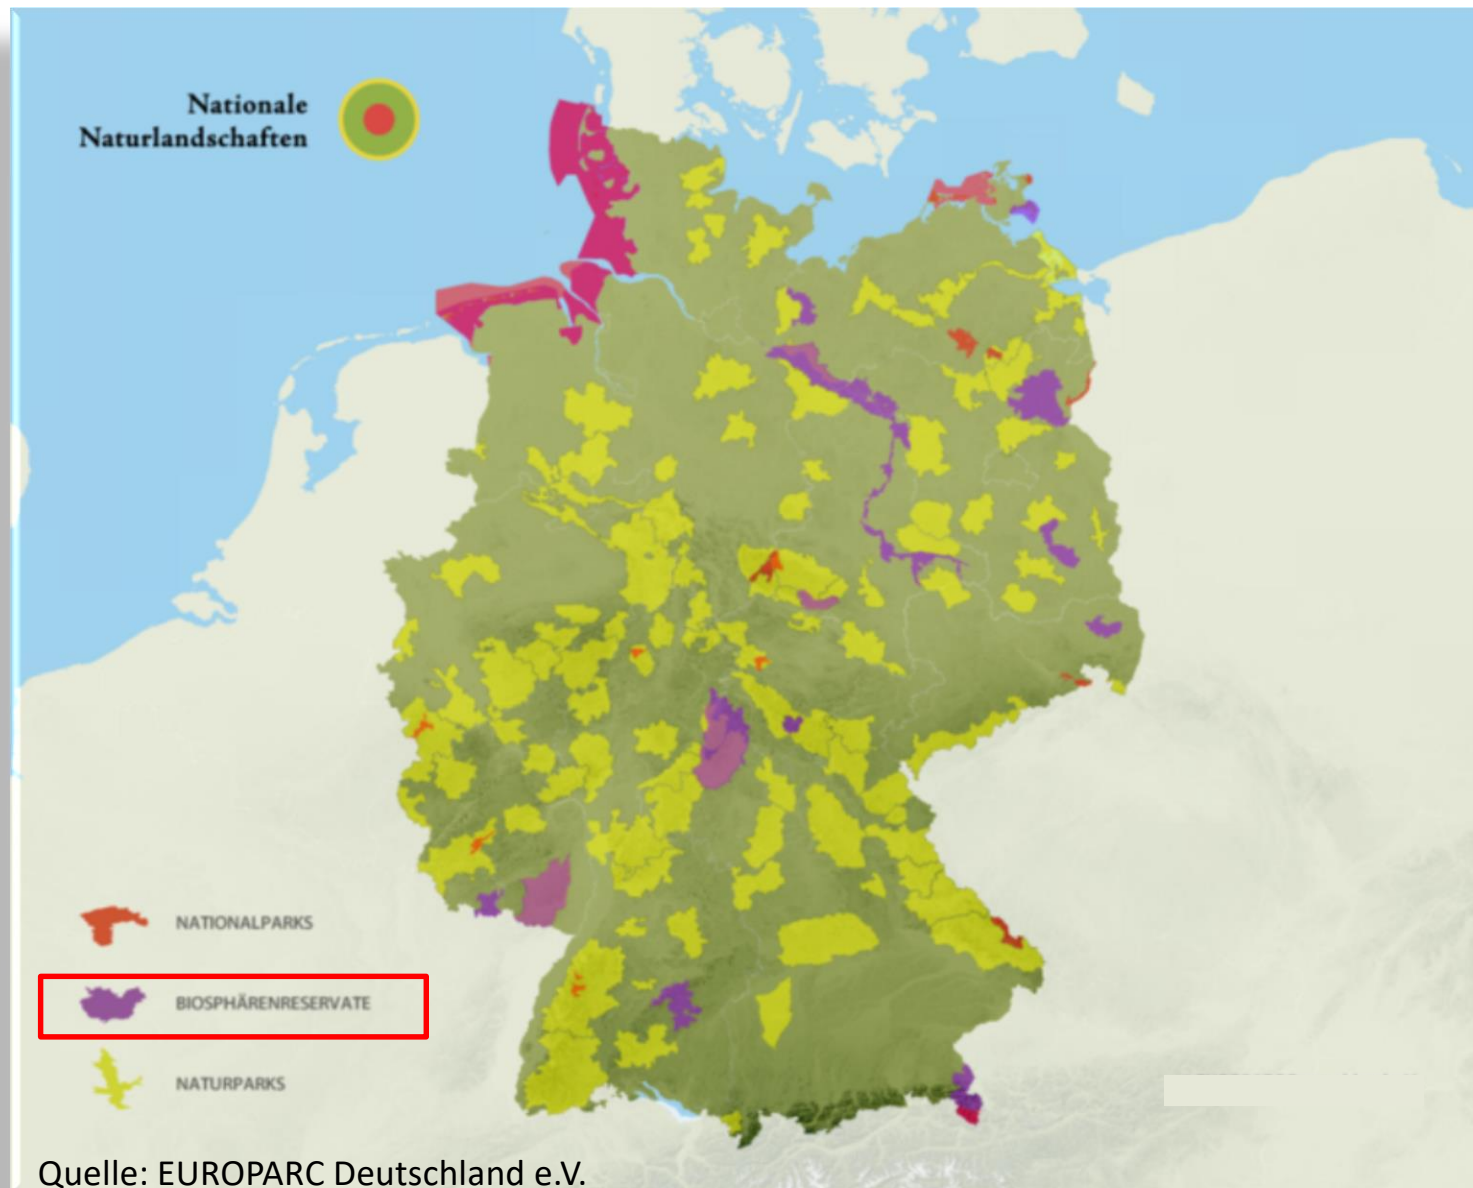 Nationale
Naturlandschaften
NATIONALPARKS
BIOSPHÄRENRESERVATE
NATURPARKS
Quelle: EUROPARC Deutschland e.V.